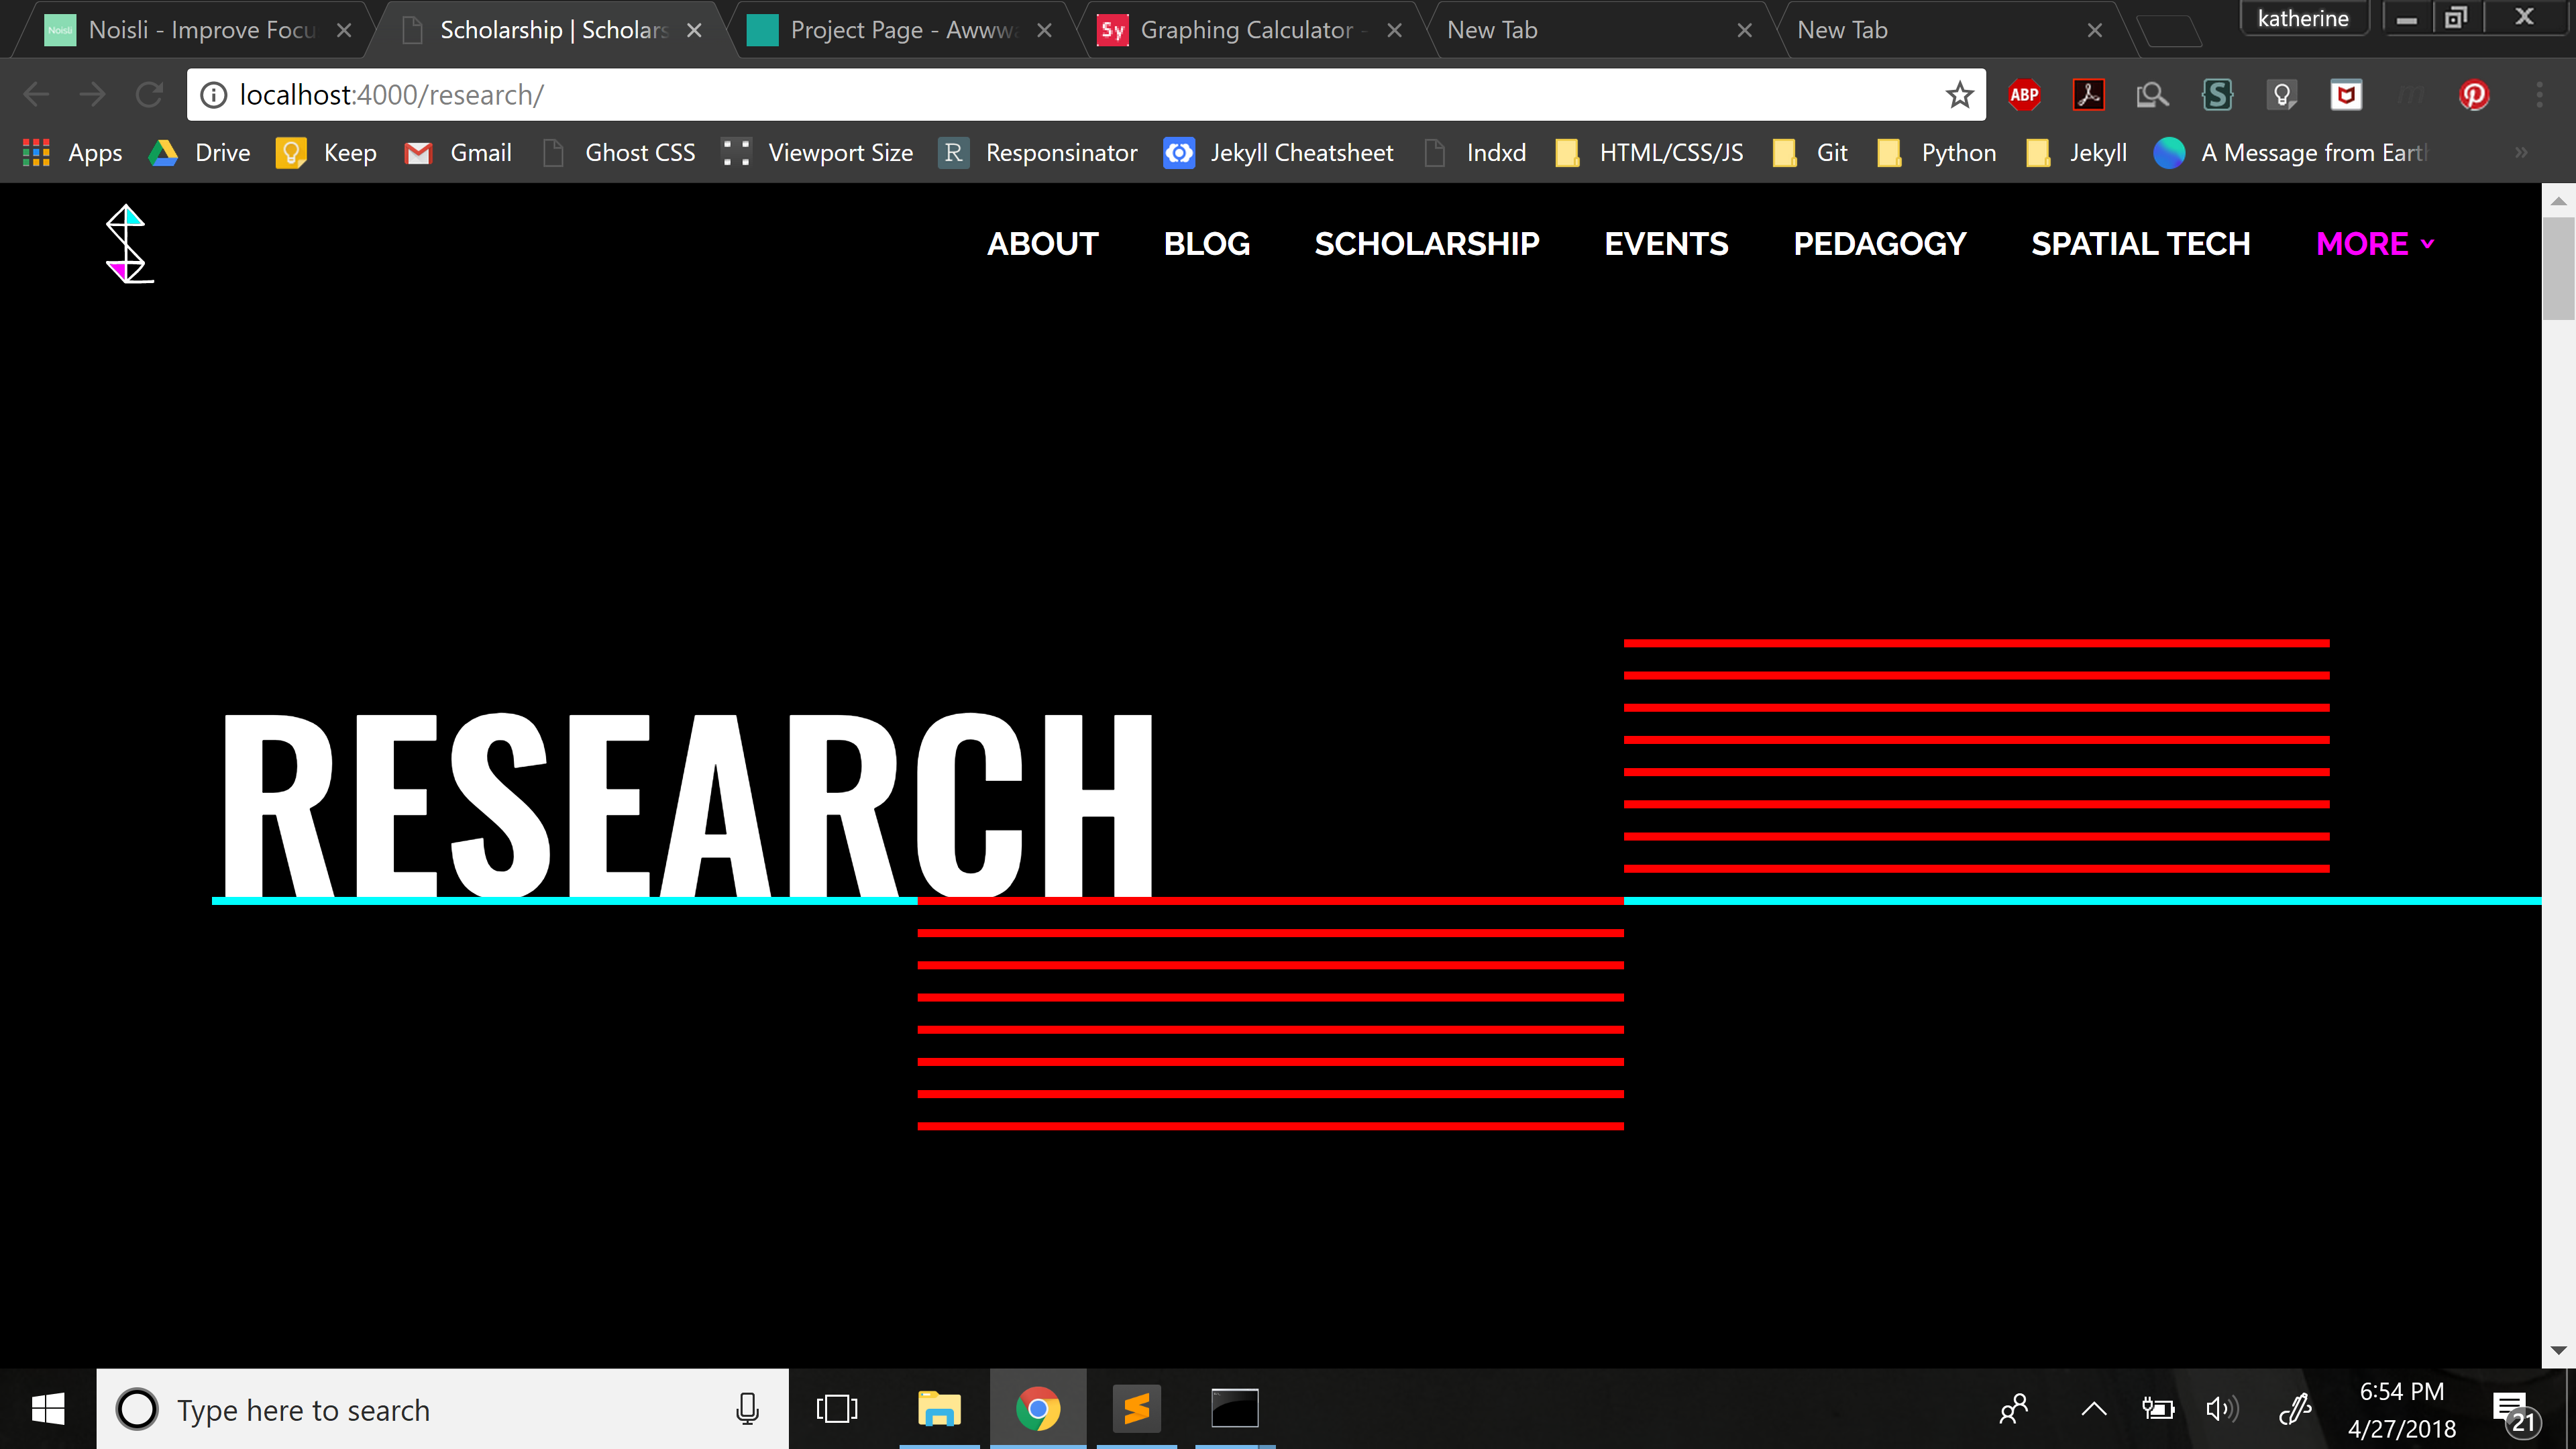 Noisli - Improve Focu
Scholarship | Scholars
Project Page - Awwwa
Sy
Graphing Calculator -
New Tab
New Tab
katherine
localhost:4000/research/
ABP
Apps
Drive
Keep
Gmail
Ghost CSS
Viewport Size
R
Responsinator
Jekyll Cheatsheet
Indxd
HTML/CSS/JS
Git
Python
Jekyll
A Message from Earth
ABOUT
BLOG
SCHOLARSHIP
EVENTS
PEDAGOGY
SPATIAL TECH
MORE
RESEARCH
Type here to search
6:54 PM
4/27/2018
21